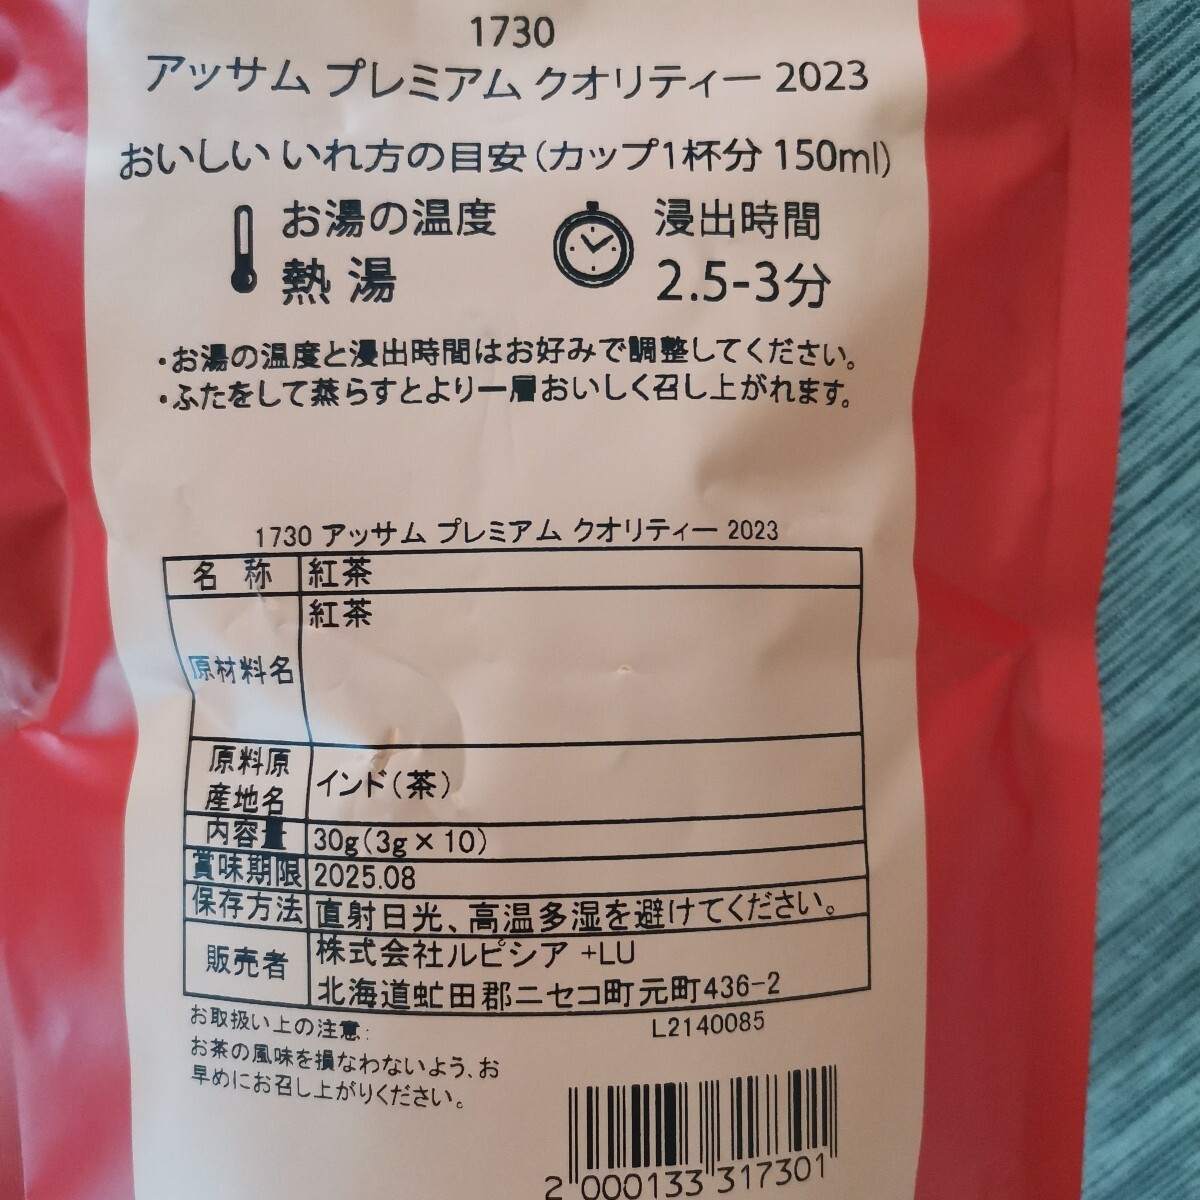 1730
アッサム プレミアム クオリティー 2023
おいしい いれ方の目安(カップ1杯分 150ml)
お湯の温度
熱湯
浸出時間
2.5-3分
・お湯の温度と浸出時間はお好みで調整してください。
・ふたをして蒸らすとより一層おいしく召し上がれます。
1730 アッサム プレミアム クオリティー 2023
名 称 紅茶
原材料名 紅茶
原料原
産地名 インド(茶)
内容量 30g(3g×10)
賞味期限 2025.08
保存方法 直射日光、高温多湿を避けてください。
販売者 株式会社ルピシア +LU
北海道虻田郡ニセコ町元町436-2
お取扱い上の注意:
L2140085
お茶の風味を損なわないよう、お
早めにお召し上がりください。
2 000133 317301